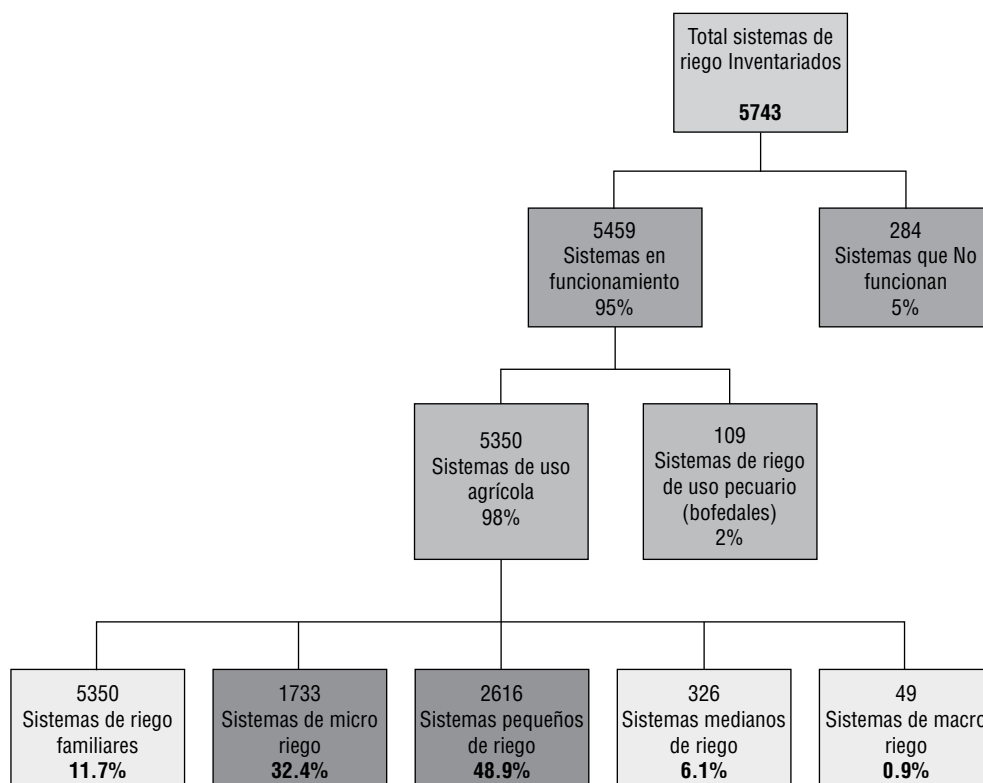 Total sistemas de
riego Inventariados
5743
5459
Sistemas en
funcionamiento
95%
284
Sistemas que No
funcionan
5%
5350
Sistemas de uso
agrícola
98%
109
Sistemas de riego
de uso pecuario
(bofedales)
2%
5350
Sistemas de riego
familiares
11.7%
1733
Sistemas de micro
riego
32.4%
2616
Sistemas pequeños
de riego
48.9%
326
Sistemas medianos
de riego
6.1%
49
Sistemas de macro
riego
0.9%